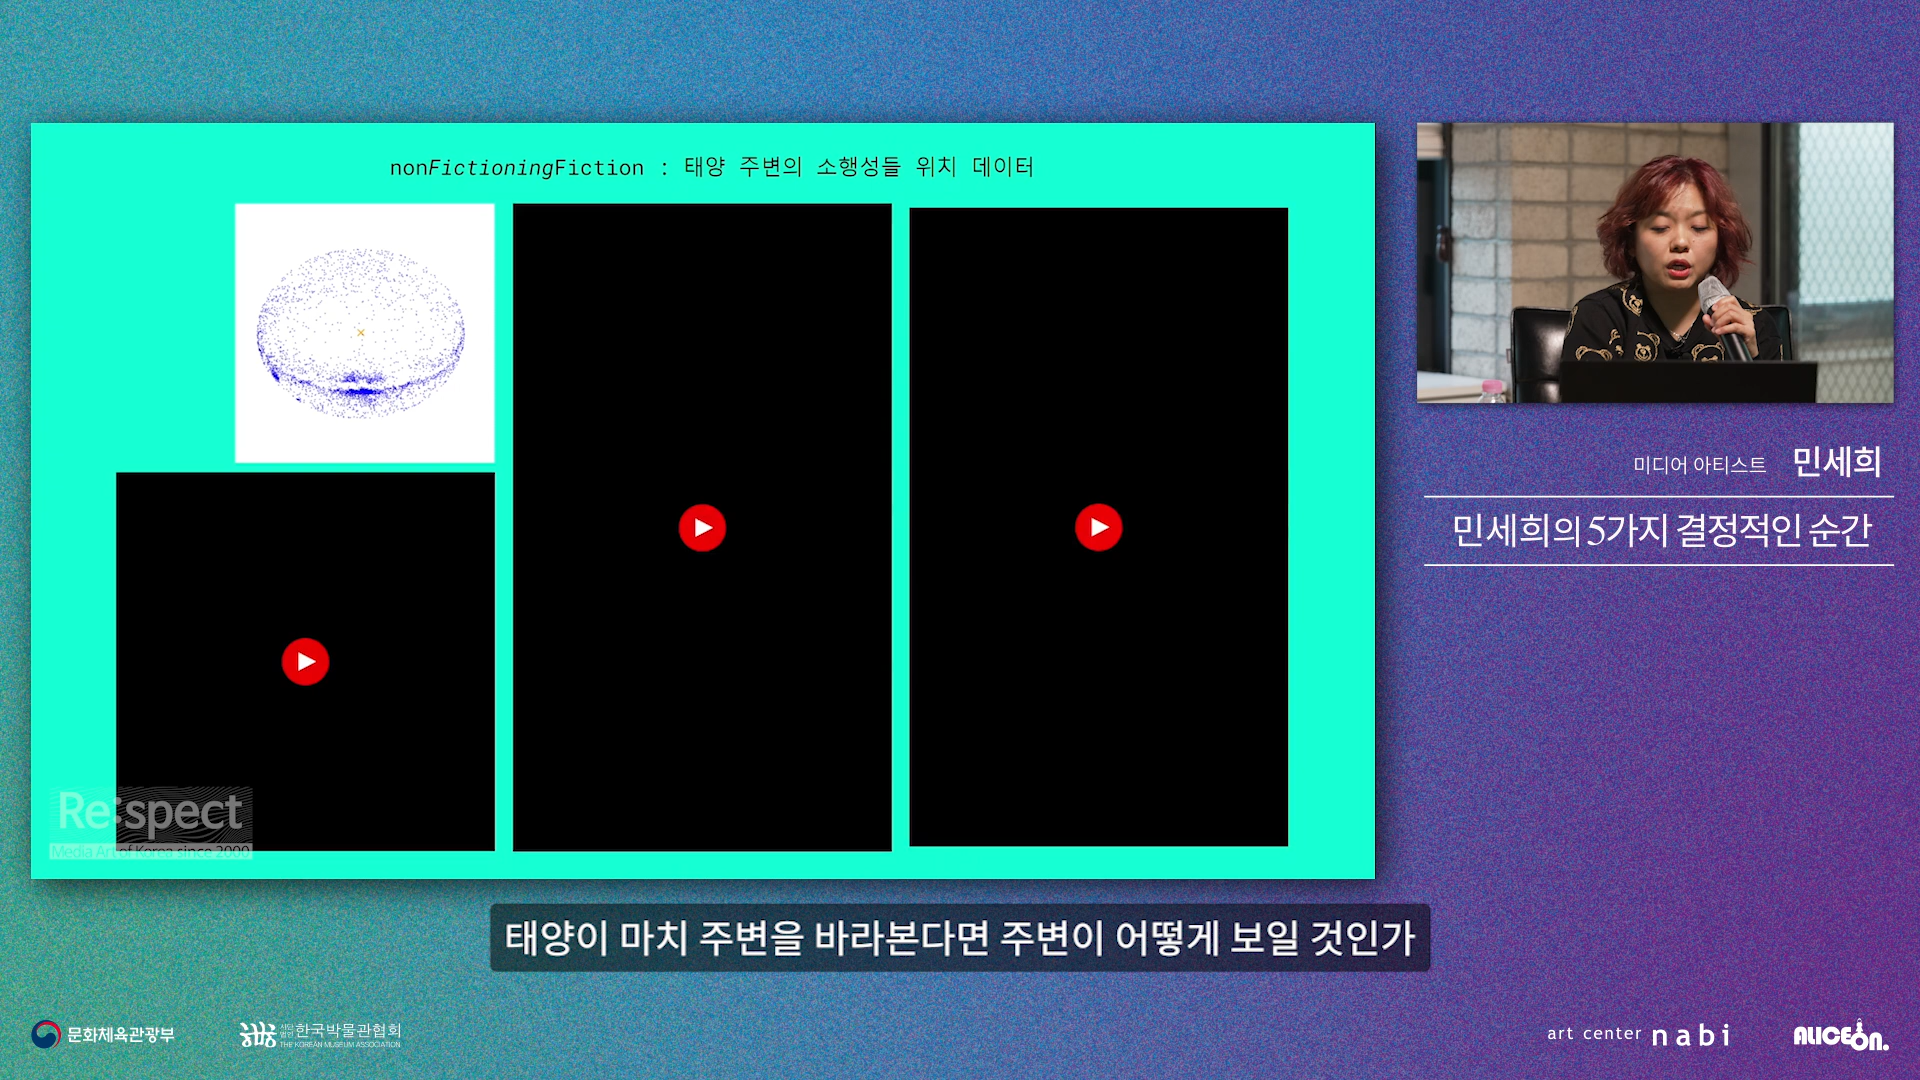 nonFictioningFiction : 태양 주변의 소행성들 위치 데이터
미디어 아티스트 민세희
민세희의 5가지 결정적인 순간
Re:spect
Media Art of Korea since 2000
태양이 마치 주변을 바라본다면 주변이 어떻게 보일 것인가
문화체육관광부
사단법인 한국박물관협회
THE KOREAN MUSEUM ASSOCIATION
art center nabi
ALICEON.